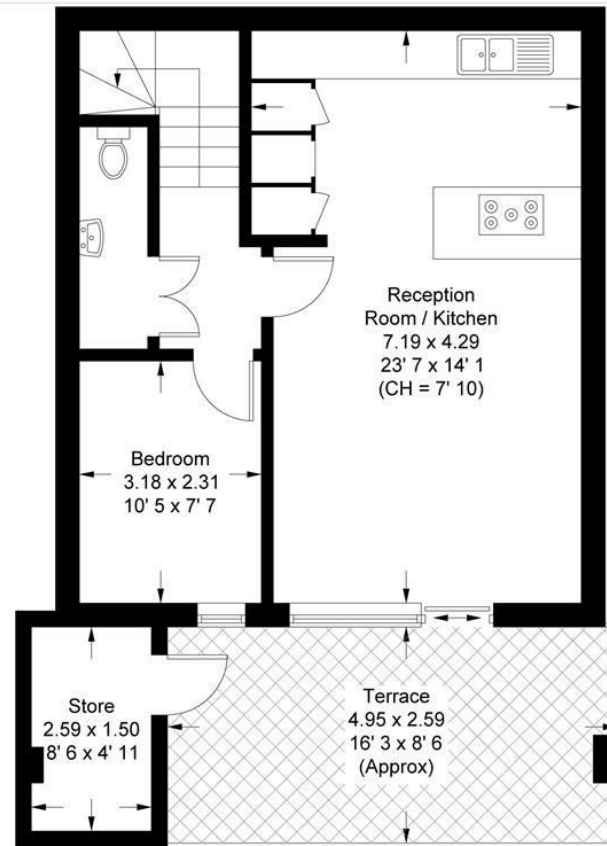 Reception
Room / Kitchen
7.19 x 4.29
23' 7 x 14' 1
(CH = 7' 10)
Bedroom
3.18 x 2.31
10' 5 x 7' 7
Store
2.59 x 1.50
8' 6 x 4' 11
Terrace
4.95 x 2.59
16' 3 x 8' 6
(Approx)